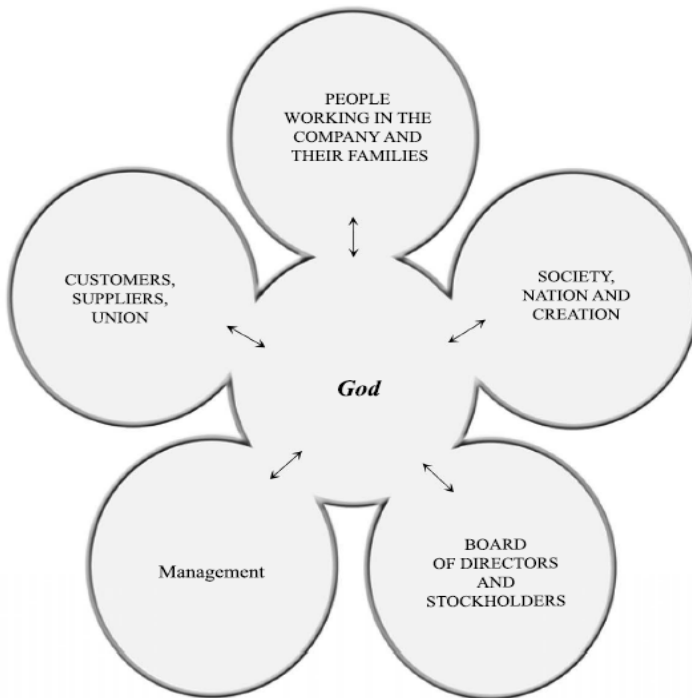 PEOPLE
WORKING IN THE
COMPANY AND
THEIR FAMILIES
CUSTOMERS,
SUPPLIERS,
UNION
SOCIETY,
NATION AND
CREATION
God
Management
BOARD
OF DIRECTORS
AND
STOCKHOLDERS